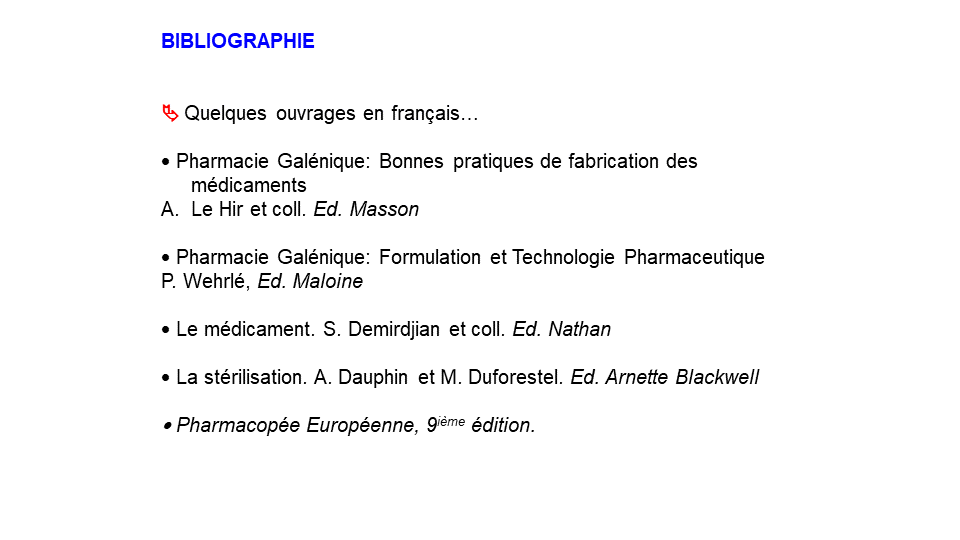 BIBLIOGRAPHIE
Quelques ouvrages en français…
• Pharmacie Galénique: Bonnes pratiques de fabrication des
médicaments
A. Le Hir et coll. Ed. Masson
• Pharmacie Galénique: Formulation et Technologie Pharmaceutique
P. Wehrlé, Ed. Maloine
• Le médicament. S. Demirdjian et coll. Ed. Nathan
• La stérilisation. A. Dauphin et M. Duforestel. Ed. Arnette Blackwell
• Pharmacopée Européenne, 9ième édition.